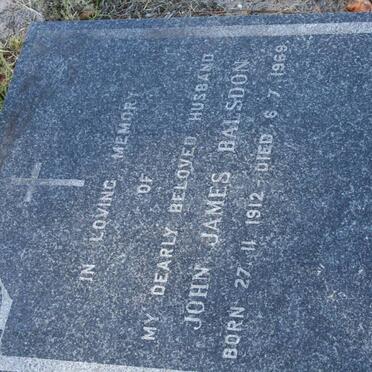 IN LOVING MEMORY
OF
MY DEARLY BELOVED HUSBAND
JOHN JAMES BALSDON
BORN 27. 11. 1912 - DIED 6. 7. 1969